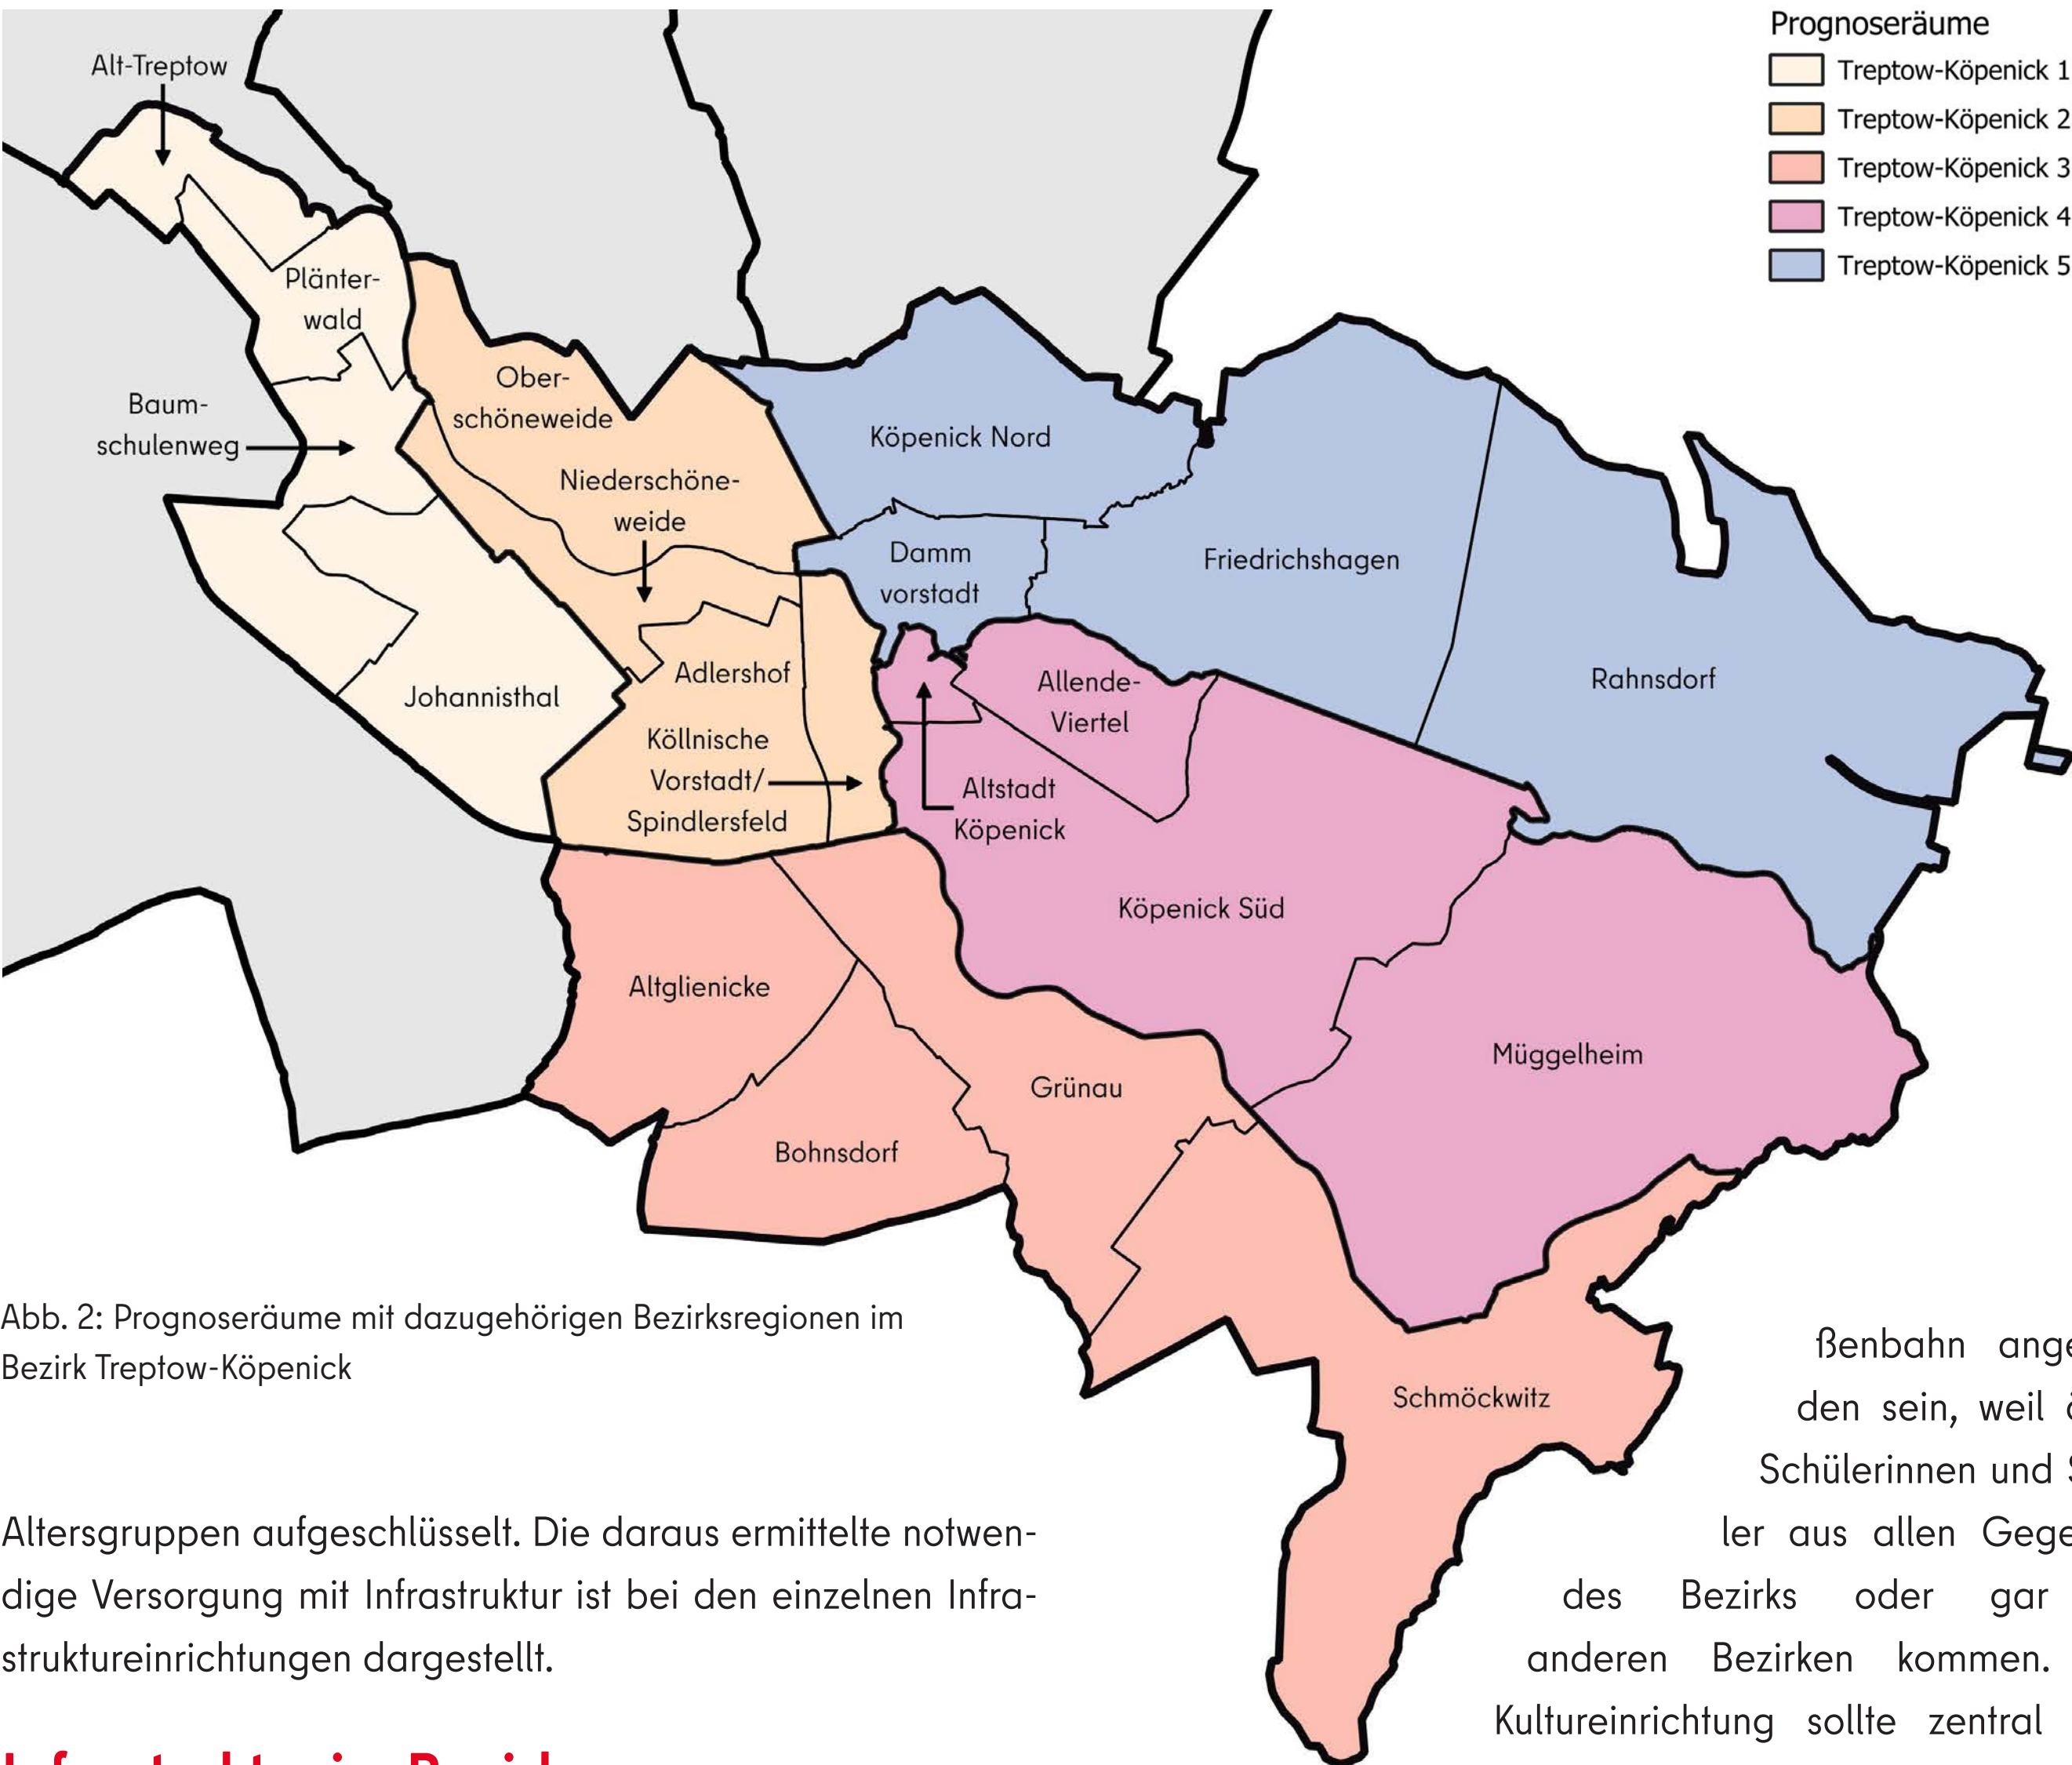 Prognoseräume
Treptow-Köpenick 1
Treptow-Köpenick 2
Treptow-Köpenick 3
Treptow-Köpenick 4
Treptow-Köpenick 5
Alt-Treptow
Plänter-
wald
Baum-
schulenweg
Johannisthal
Ober-
schöneweide
Niederschöne-
weide
Adlershof
Köllnische
Vorstadt/
Spindlersfeld
Köpenick Nord
Damm
vorstadt
Friedrichshagen
Rahnsdorf
Allende-
Viertel
Altstadt
Köpenick
Köpenick Süd
Müggelheim
Altglienicke
Bohnsdorf
Grünau
Schmöckwitz
Abb. 2: Prognoseräume mit dazugehörigen Bezirksregionen im
Bezirk Treptow-Köpenick
Altersgruppen aufgeschlüsselt. Die daraus ermittelte notwen-
dige Versorgung mit Infrastruktur ist bei den einzelnen Infra-
struktureinrichtungen dargestellt.
ßenbahn ange
den sein, weil
Schülerinnen und
ler aus allen Gege
des Bezirks oder gar
anderen Bezirken kommen.
Kultureinrichtung sollte zentral